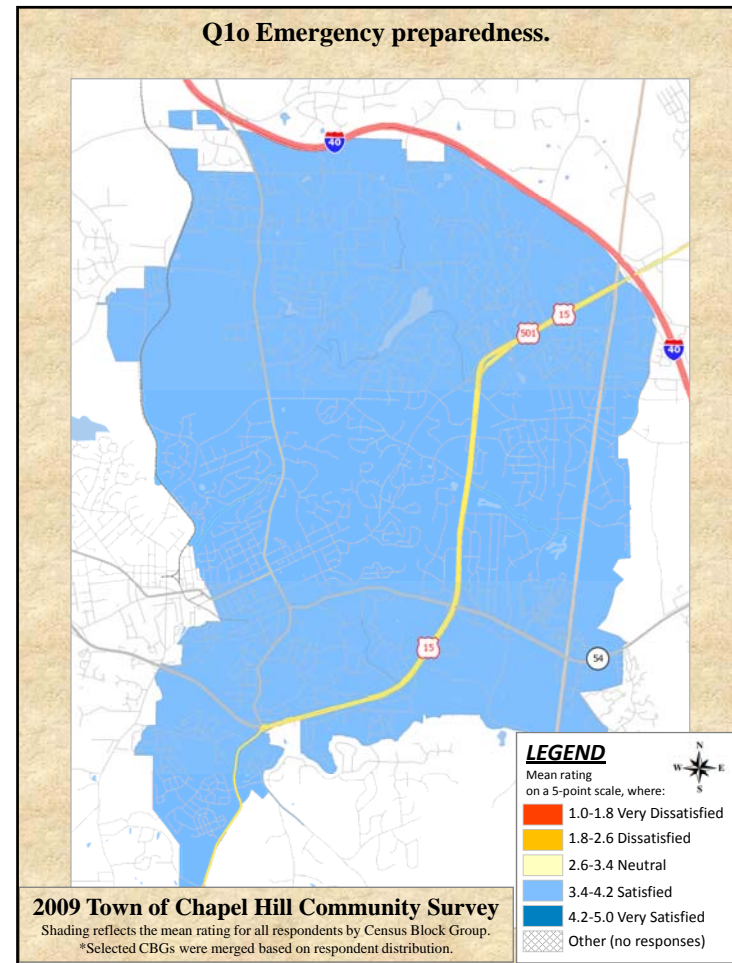 Q1o Emergency preparedness.
40
15
501
40
15
54
LEGEND
N
W E
S
Mean rating
on a 5-point scale, where:
1.0-1.8 Very Dissatisfied
1.8-2.6 Dissatisfied
2.6-3.4 Neutral
3.4-4.2 Satisfied
4.2-5.0 Very Satisfied
Other (no responses)
2009 Town of Chapel Hill Community Survey
Shading reflects the mean rating for all respondents by Census Block Group.
*Selected CBGs were merged based on respondent distribution.